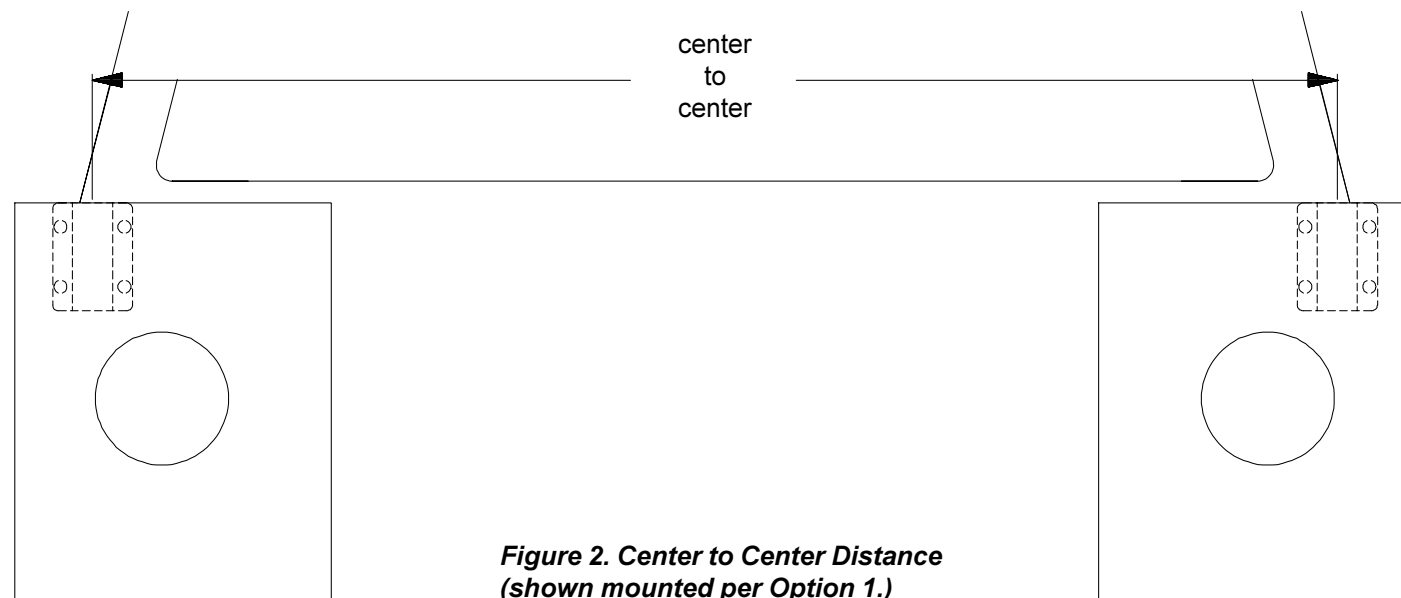 center
to
center
Figure 2. Center to Center Distance
(shown mounted per Option 1.)